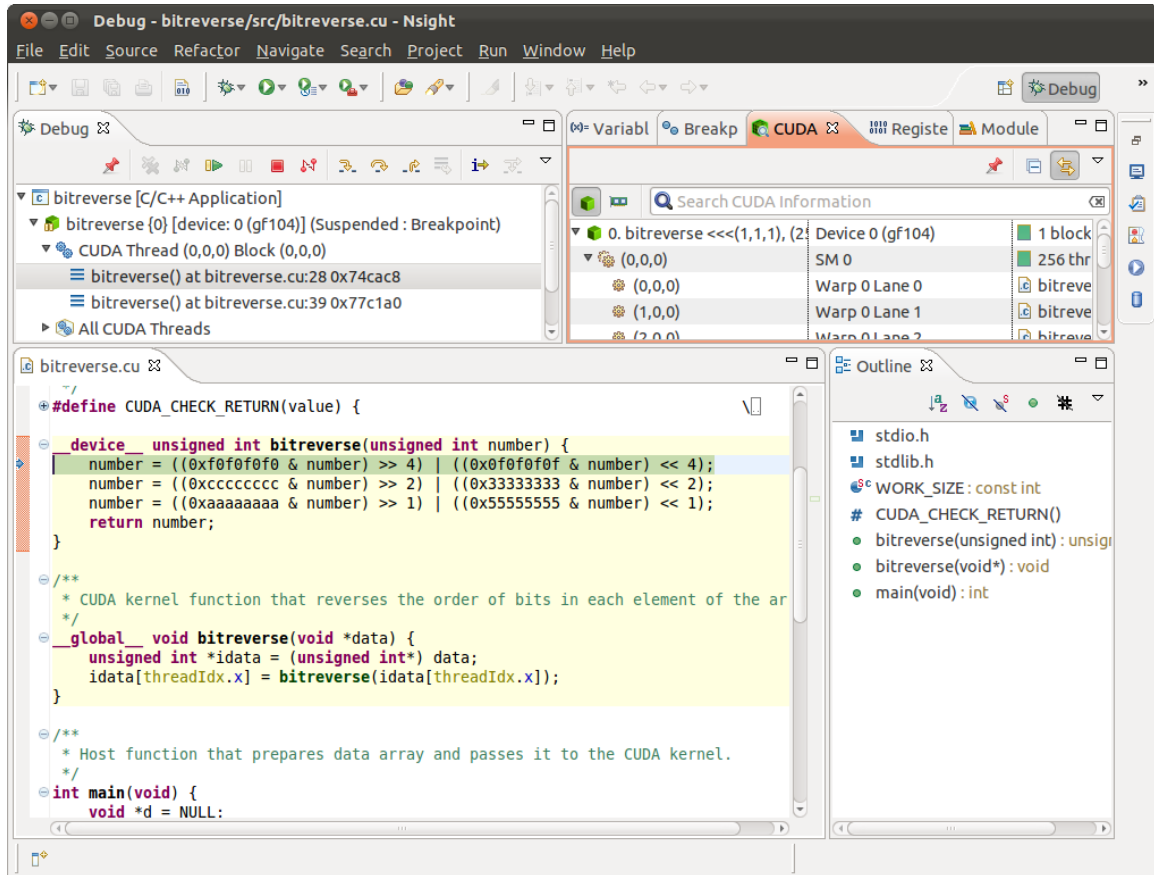 Debug - bitreverse/src/bitreverse.cu - Nsight
File Edit Source Refactor Navigate Search Project Run Window Help
Debug
Debug
(x)= Variabl Breakp CUDA Registe Module
bitreverse [C/C++ Application]
bitreverse {0} [device: 0 (gf104)] (Suspended : Breakpoint)
CUDA Thread (0,0,0) Block (0,0,0)
bitreverse() at bitreverse.cu:28 0x74cac8
bitreverse() at bitreverse.cu:39 0x77c1a0
All CUDA Threads
Search CUDA Information
0. bitreverse <<<(1,1,1), (2 Device 0 (gf104) 1 block
(0,0,0) SM 0 256 thr
(0,0,0) Warp 0 Lane 0 bitreve
(1,0,0) Warp 0 Lane 1 bitreve
(2,0,0) Warp 0 Lane 2 bitreve
bitreverse.cu
*/
#define CUDA_CHECK_RETURN(value) { \
__device__ unsigned int bitreverse(unsigned int number) {
number = ((0xf0f0f0f0 & number) >> 4) | ((0x0f0f0f0f & number) << 4);
number = ((0xcccccccc & number) >> 2) | ((0x33333333 & number) << 2);
number = ((0xaaaaaaaa & number) >> 1) | ((0x55555555 & number) << 1);
return number;
}
/**
* CUDA kernel function that reverses the order of bits in each element of the ar
*/
__global__ void bitreverse(void *data) {
unsigned int *idata = (unsigned int*) data;
idata[threadIdx.x] = bitreverse(idata[threadIdx.x]);
}
/**
* Host function that prepares data array and passes it to the CUDA kernel.
*/
int main(void) {
void *d = NULL;
Outline
stdio.h
stdlib.h
WORK_SIZE : const int
# CUDA_CHECK_RETURN()
bitreverse(unsigned int) : unsig
bitreverse(void*) : void
main(void) : int